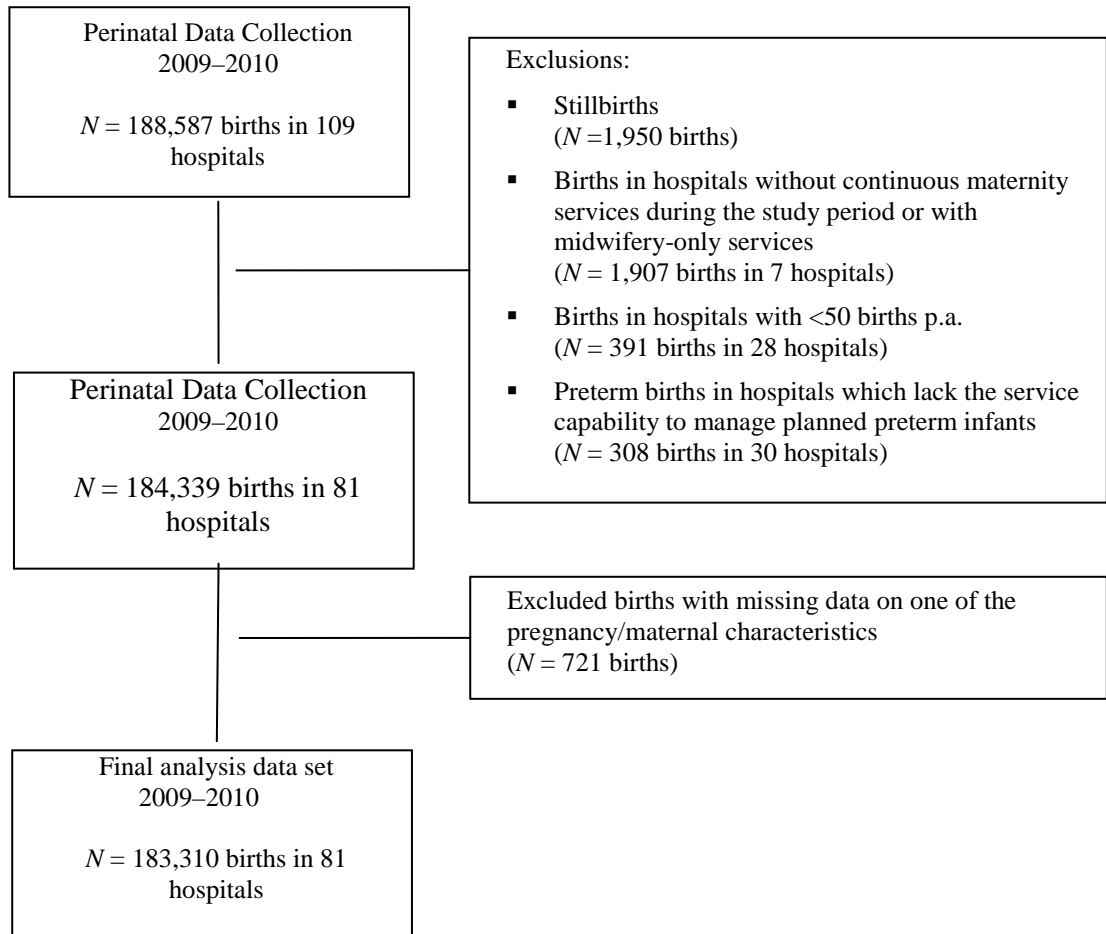 Perinatal Data Collection
2009–2010
N = 188,587 births in 109
hospitals
Exclusions:
▪ Stillbirths
(N =1,950 births)
▪ Births in hospitals without continuous maternity
services during the study period or with
midwifery-only services
(N = 1,907 births in 7 hospitals)
▪ Births in hospitals with <50 births p.a.
(N = 391 births in 28 hospitals)
▪ Preterm births in hospitals which lack the service
capability to manage planned preterm infants
(N = 308 births in 30 hospitals)
Perinatal Data Collection
2009–2010
N = 184,339 births in 81
hospitals
Excluded births with missing data on one of the
pregnancy/maternal characteristics
(N = 721 births)
Final analysis data set
2009–2010
N = 183,310 births in 81
hospitals